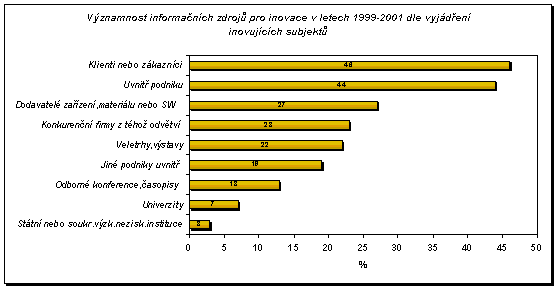 Významnost informačních zdrojů pro inovace v letech 1999-2001 dle vyjádření
inovujících subjektů
Klienti nebo zákazníci 46
Uvnitř podniku 44
Dodavatelé zařízení,materiálu nebo SW 27
Konkurenční firmy z téhož odvětví 23
Veletrhy,výstavy 22
Jiné podniky uvnitř 19
Odborné konference,časopisy 13
Univerzity 7
Státní nebo soukr.výzk.nezisk.instituce 3
0 5 10 15 20 25 30 35 40 45 50
%